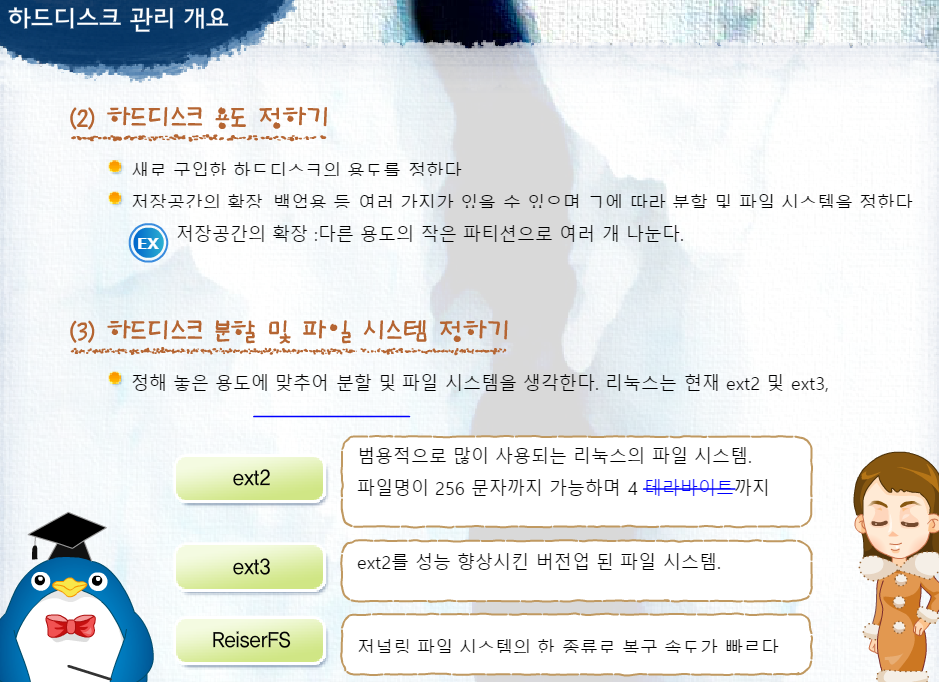 하드디스크 관리 개요
(2) 하드디스크 용도 정하기
새로 구입한 하드디스크의 용도를 정한다
저장공간의 확장, 백업용 등 여러 가지가 있을 수 있으며 그에 따라 분할 및 파일 시스템을 정한다
EX 저장공간의 확장 :다른 용도의 작은 파티션으로 여러 개 나눈다.
(3) 하드디스크 분할 및 파일 시스템 정하기
정해 놓은 용도에 맞추어 분할 및 파일 시스템을 생각한다. 리눅스는 현재 ext2 및 ext3,
ext2
범용적으로 많이 사용되는 리눅스의 파일 시스템.
파일명이 256 문자까지 가능하며 4 테라바이트까지
ext3
ext2를 성능 향상시킨 버전업 된 파일 시스템.
ReiserFS
저널링 파일 시스템의 한 종류로 복구 속도가 빠르다